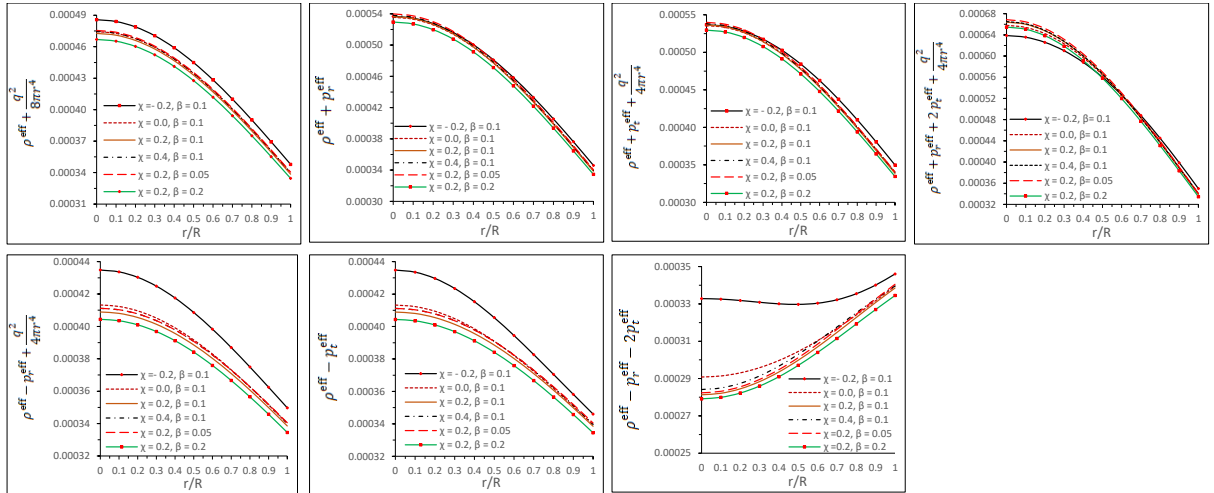 ρ^eff + q²/8πr⁴
0.00049
0.00046
0.00043
0.00040
0.00037
0.00034
0.00031
χ = - 0.2, β = 0.1
χ = 0.0, β = 0.1
χ = 0.2, β = 0.1
χ = 0.4, β = 0.1
χ = 0.2, β = 0.05
χ = 0.2, β = 0.2
0 0.1 0.2 0.3 0.4 0.5 0.6 0.7 0.8 0.9 1
r/R
ρ^eff + p_r^eff
0.00054
0.00050
0.00046
0.00042
0.00038
0.00034
0.00030
χ = - 0.2, β = 0.1
χ = 0.0, β = 0.1
χ = 0.2, β = 0.1
χ = 0.4, β = 0.1
χ = 0.2, β = 0.05
χ = 0.2, β = 0.2
0 0.1 0.2 0.3 0.4 0.5 0.6 0.7 0.8 0.9 1
r/R
ρ^eff + p_t^eff + q²/4πr⁴
0.00055
0.00050
0.00045
0.00040
0.00035
0.00030
χ = - 0.2, β = 0.1
χ = 0.0, β = 0.1
χ = 0.2, β = 0.1
χ = 0.4, β = 0.1
χ = 0.2, β = 0.05
χ = 0.2, β = 0.2
0 0.1 0.2 0.3 0.4 0.5 0.6 0.7 0.8 0.9 1
r/R
ρ^eff + p_r^eff + 2 p_t^eff + q²/4πr⁴
0.00068
0.00062
0.00056
0.00050
0.00044
0.00038
0.00032
χ = - 0.2, β= 0.1
χ = 0.0, β= 0.1
χ = 0.2, β= 0.1
χ = 0.4, β= 0.1
χ = 0.2, β= 0.05
χ = 0.2, β= 0.2
0 0.1 0.2 0.3 0.4 0.5 0.6 0.7 0.8 0.9 1
r/R
ρ^eff − p_r^eff + q²/4πr⁴
0.00044
0.00042
0.00040
0.00038
0.00036
0.00034
0.00032
χ = - 0.2, β = 0.1
χ = 0.0, β = 0.1
χ = 0.2, β = 0.1
χ = 0.4, β = 0.1
χ = 0.2, β = 0.05
χ = 0.2, β = 0.2
0 0.1 0.2 0.3 0.4 0.5 0.6 0.7 0.8 0.9 1
r/R
ρ^eff − p_t^eff
0.00044
0.00042
0.00040
0.00038
0.00036
0.00034
0.00032
χ = - 0.2, β = 0.1
χ = 0.0, β = 0.1
χ = 0.2, β = 0.1
χ = 0.4, β = 0.1
χ = 0.2, β = 0.05
χ = 0.2, β = 0.2
0 0.1 0.2 0.3 0.4 0.5 0.6 0.7 0.8 0.9 1
r/R
ρ^eff − p_r^eff − 2p_t^eff
0.00035
0.00033
0.00031
0.00029
0.00027
0.00025
χ = - 0.2, β = 0.1
χ = 0.0, β = 0.1
χ = 0.2, β = 0.1
χ = 0.4, β = 0.1
χ = 0.2, β = 0.05
χ = 0.2, β = 0.2
0 0.1 0.2 0.3 0.4 0.5 0.6 0.7 0.8 0.9 1
r/R